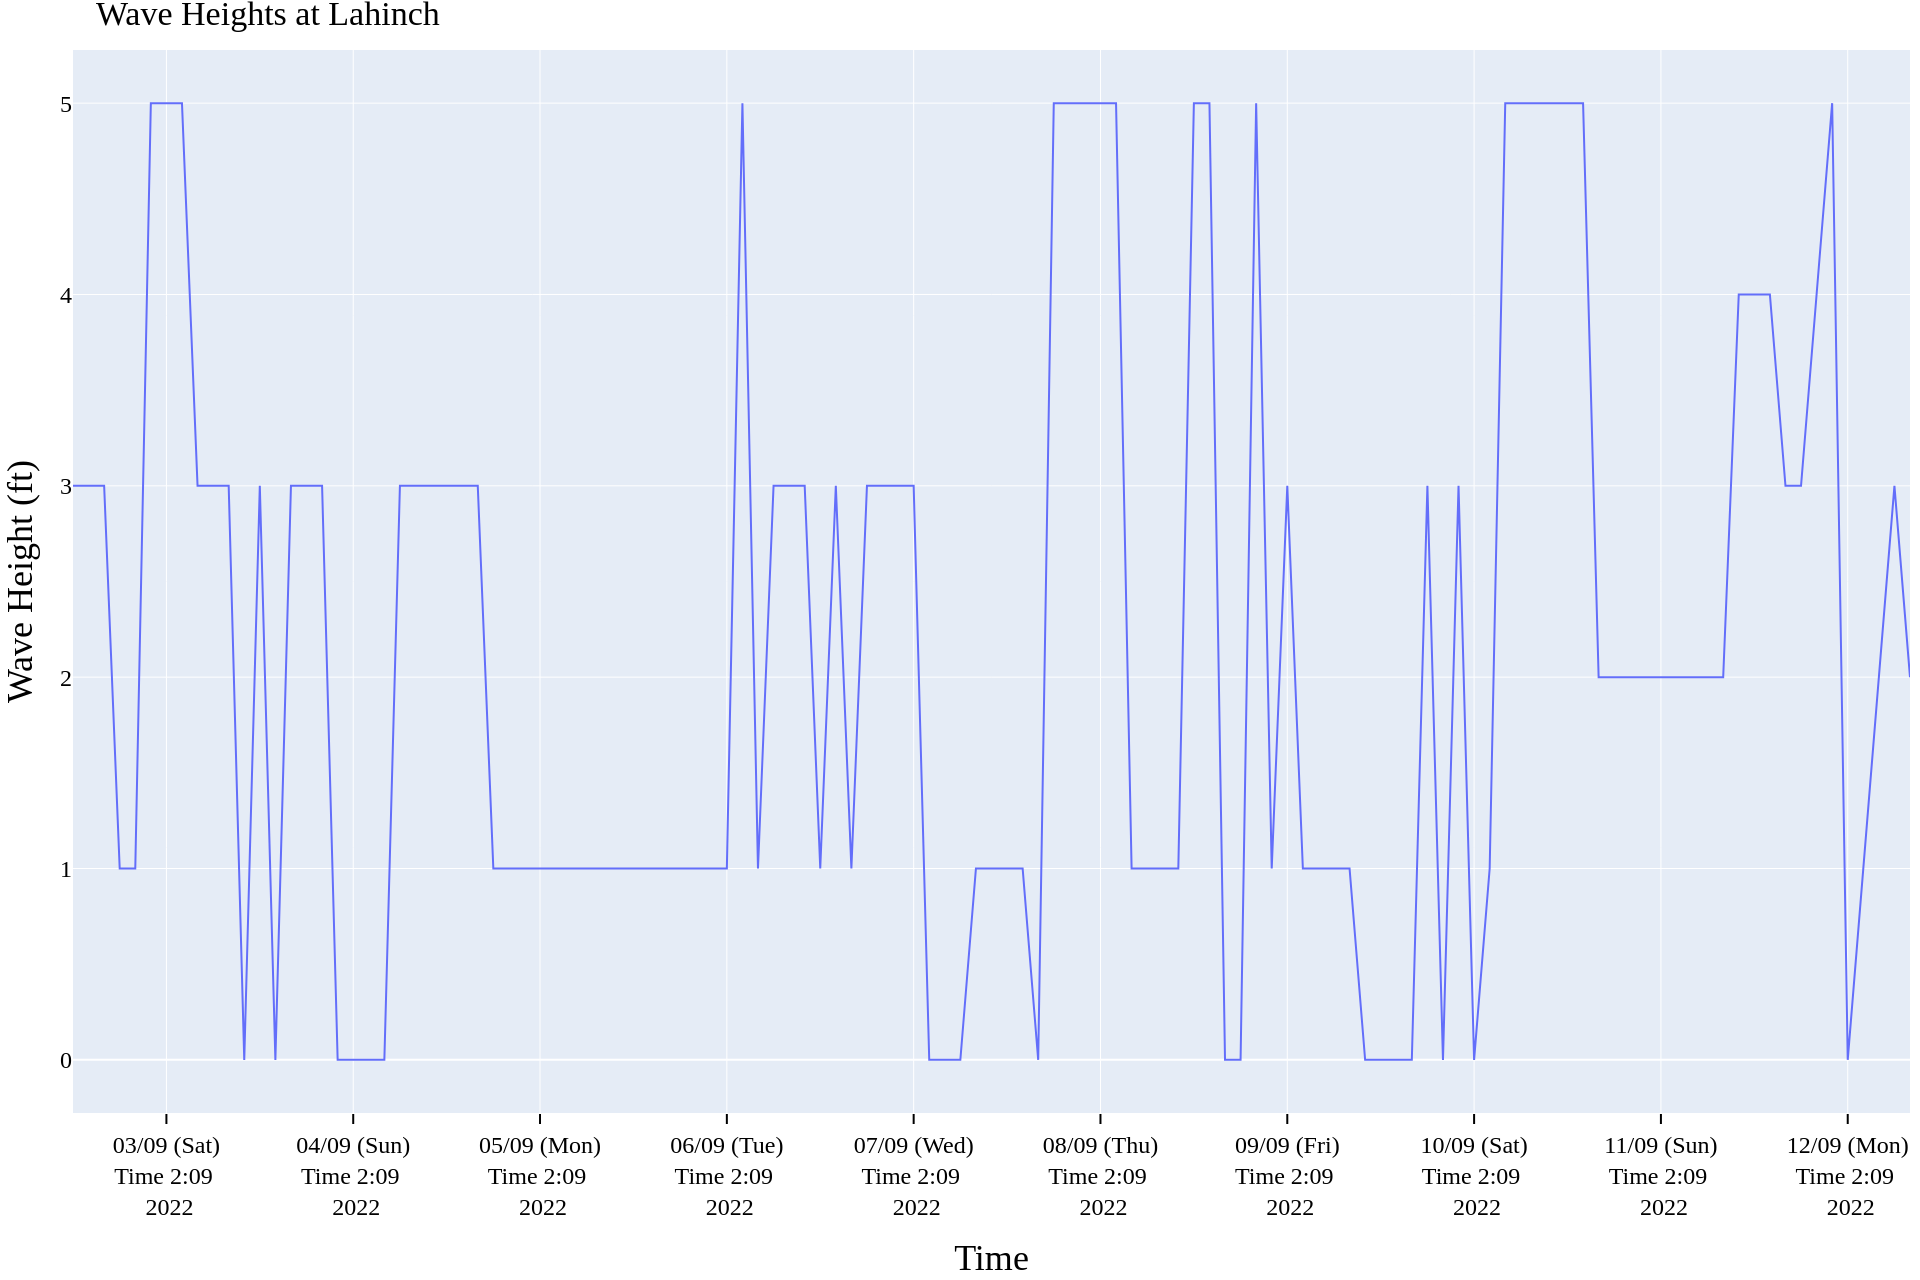 Wave Heights at Lahinch
Wave Height (ft)
5
4
3
2
1
0
03/09 (Sat) 04/09 (Sun) 05/09 (Mon) 06/09 (Tue) 07/09 (Wed) 08/09 (Thu) 09/09 (Fri) 10/09 (Sat) 11/09 (Sun) 12/09 (Mon)
Time 2:09 Time 2:09 Time 2:09 Time 2:09 Time 2:09 Time 2:09 Time 2:09 Time 2:09 Time 2:09 Time 2:09
2022 2022 2022 2022 2022 2022 2022 2022 2022 2022
Time